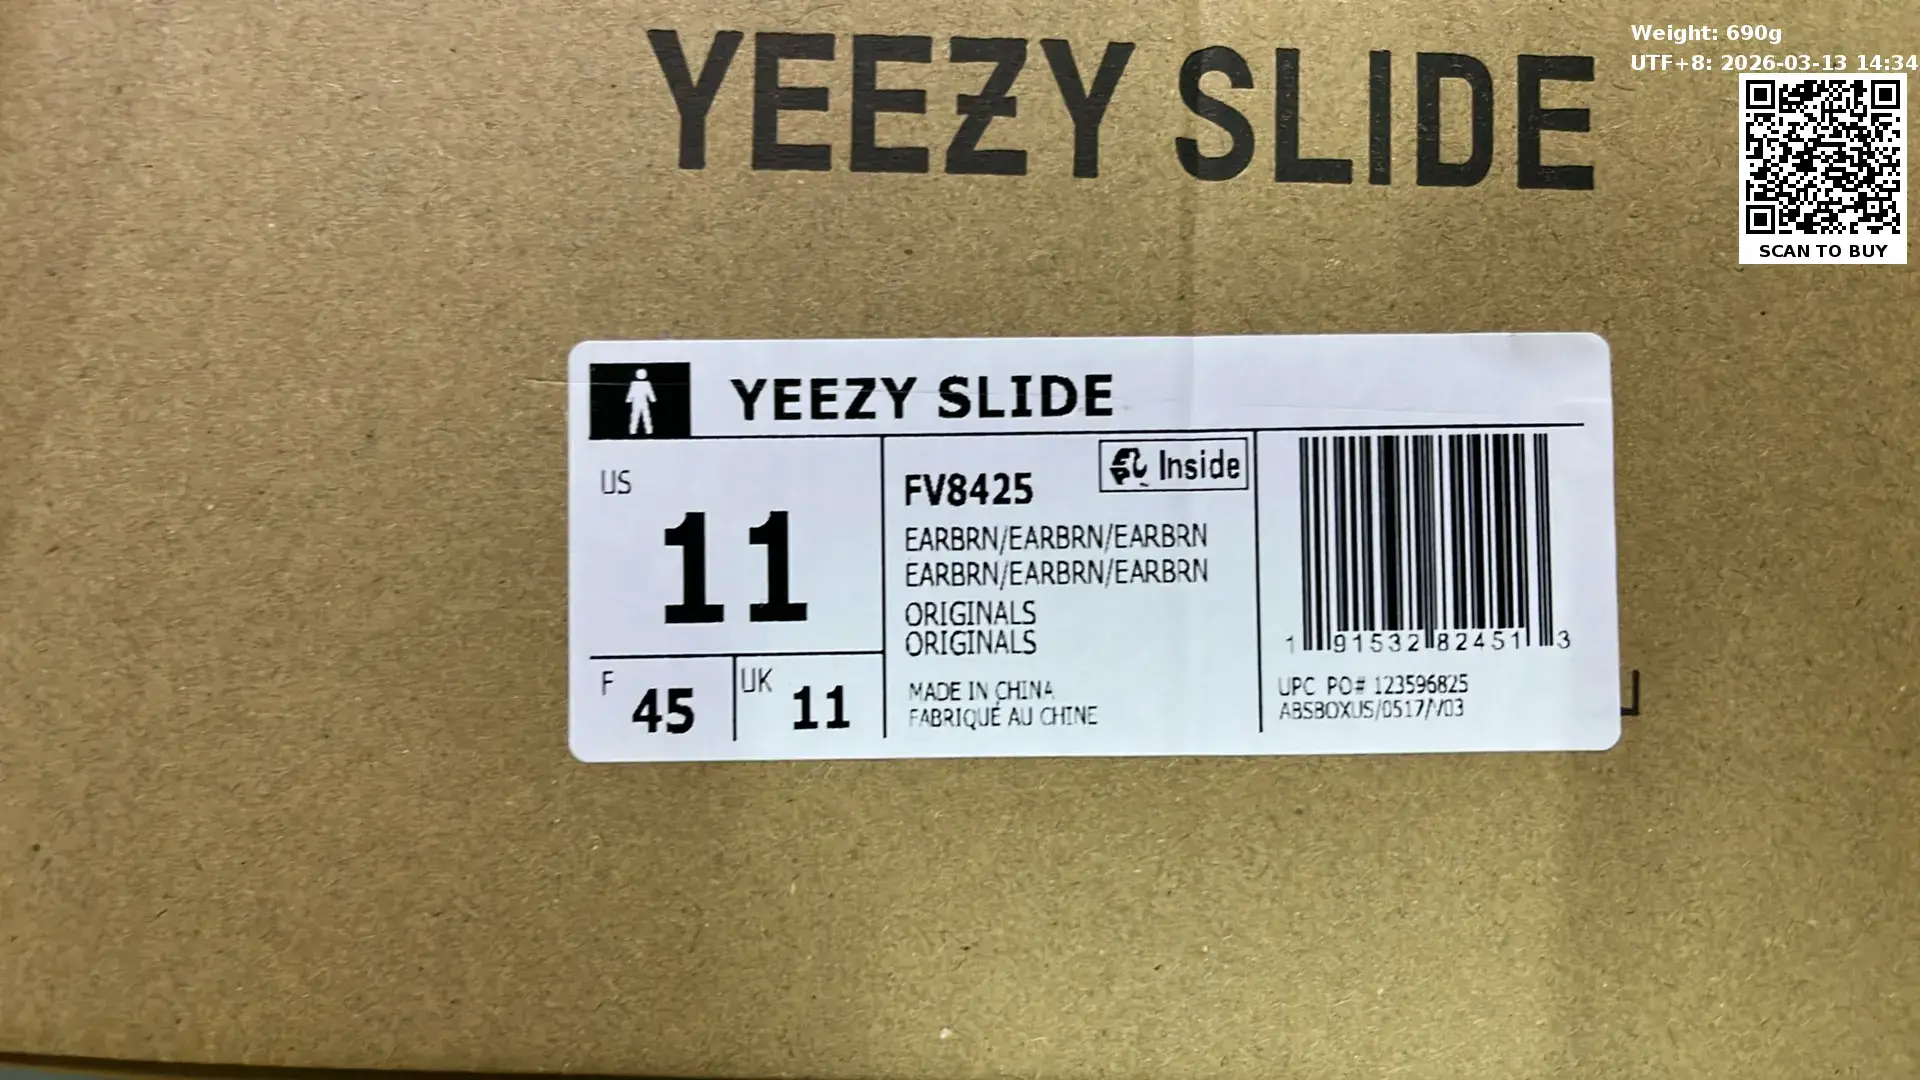 YEEZY SLIDE
Weight: 690g
UTF+8: 2026-03-13 14:34
SCAN TO BUY
YEEZY SLIDE
US
11
F
45
UK
11
FV8425
Inside
EARBRN/EARBRN/EARBRN
EARBRN/EARBRN/EARBRN
ORIGINALS
ORIGINALS
MADE IN CHINA
FABRIQUÉ AU CHINE
1 91532 82451 3
UPC PO# 123596825
ABSBOXUS/0517/V03